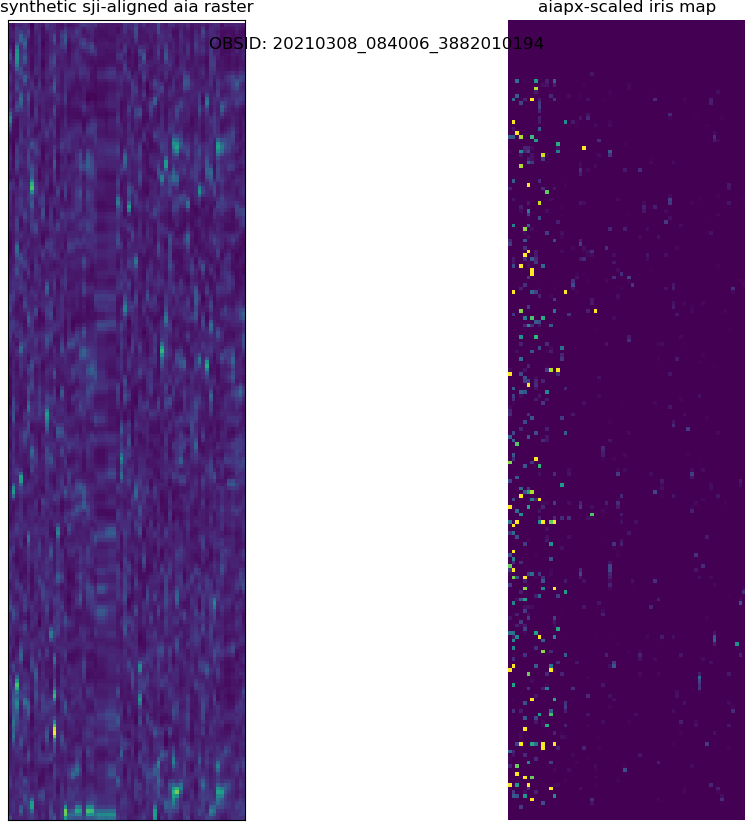 synthetic sji-aligned aia raster
aiapx-scaled iris map
OBSID: 20210308_084006_3882010194